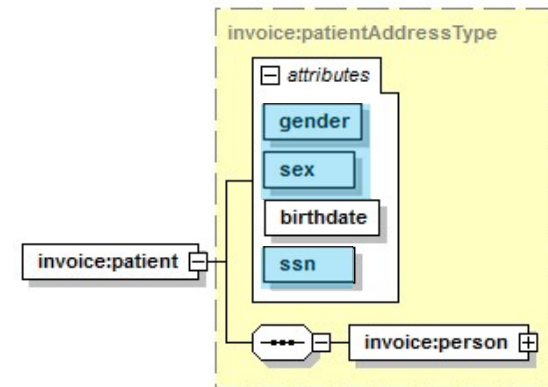 invoice:patientAddressType
attributes
gender
sex
birthdate
invoice:patient
ssn
invoice:person